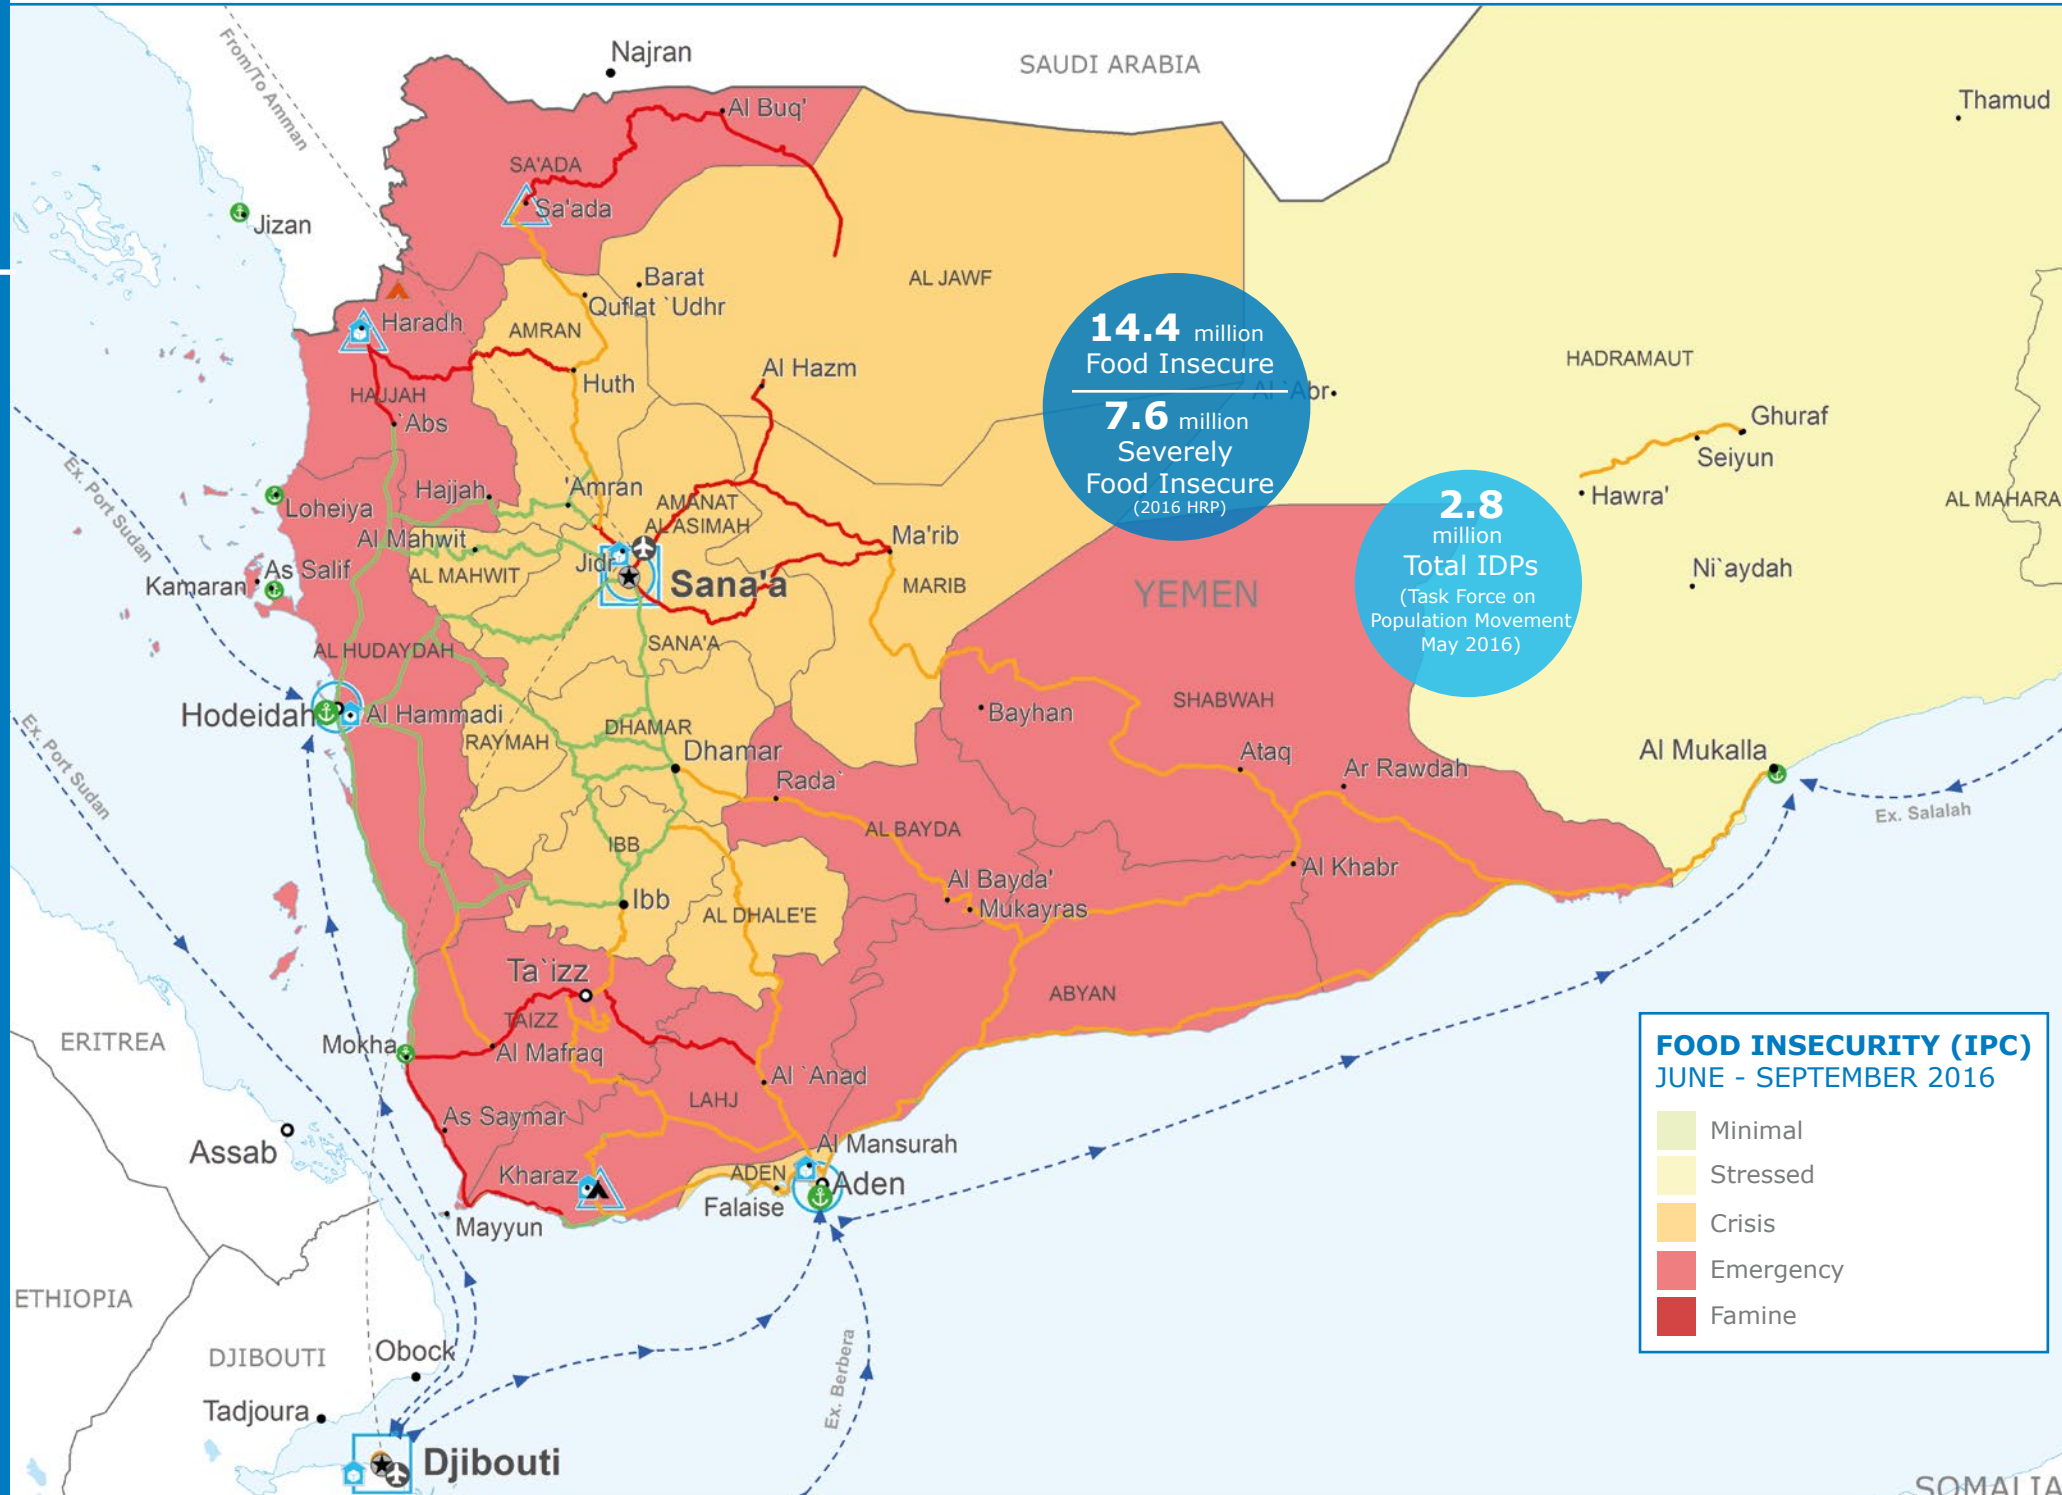 From/To Amman
Najran
SAUDI ARABIA
Thamud
Al Buq'
SA'ADA
Sa'ada
Jizan
Barat
Quflat `Udhr
AL JAWF
Haradh
AMRAN
14.4 million
Food Insecure
7.6 million
Severely
Food Insecure
(2016 HRP)
HADRAMAUT
Al Hazm
Huth
HAJJAH
`Abs
Al `Abr
Ghuraf
Seiyun
Hawra'
AL MAHARA
Ex. Port Sudan
Loheiya
Hajjah
'Amran
AMANAT
AL ASIMAH
Al Mahwit
Ma'rib
2.8
million
Total IDPs
(Task Force on
Population Movement
May 2016)
As Salif
Kamaran
AL MAHWIT
Jidr
Sana'a
MARIB
YEMEN
Ni`aydah
AL HUDAYDAH
SANA'A
Hodeidah
Al Hammadi
RAYMAH
DHAMAR
Dhamar
Bayhan
SHABWAH
Ataq
Ar Rawdah
Al Mukalla
Ex. Salalah
Ex. Port Sudan
Rada`
AL BAYDA
IBB
Al Khabr
Al Bayda'
Mukayras
Ibb
AL DHALE'E
Ta`izz
TAIZZ
ABYAN
ERITREA
Mokha
Al Mafraq
Al `Anad
LAHJ
As Saymar
Assab
Al Mansurah
Kharaz
ADEN
Aden
Falaise
Mayyun
FOOD INSECURITY (IPC)
JUNE - SEPTEMBER 2016
Minimal
Stressed
Crisis
Emergency
Famine
ETHIOPIA
DJIBOUTI
Obock
Tadjoura
Ex. Berbera
Djibouti
SOMALIA